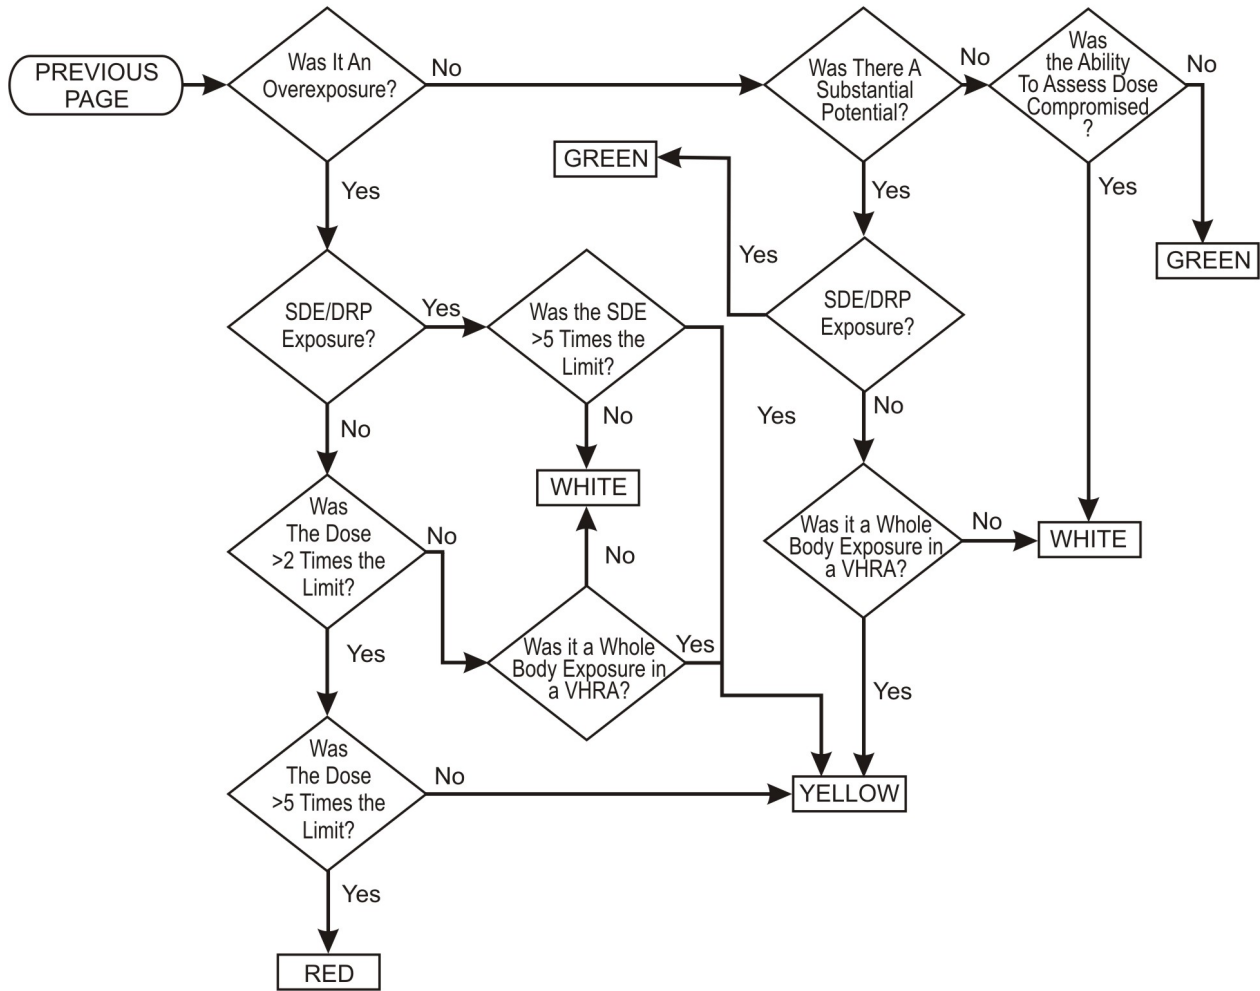 PREVIOUS
PAGE
Was It An
Overexposure?
No
Was There A
Substantial
Potential?
No
Was
the Ability
To Assess Dose
Compromised
?
No
GREEN
Yes
Yes
Yes
Yes
GREEN
SDE/DRP
Exposure?
Yes
Was the SDE
>5 Times the
Limit?
SDE/DRP
Exposure?
No
No
Yes
No
WHITE
Was
The Dose
>2 Times the
Limit?
No
No
Was it a Whole
Body Exposure in
a VHRA?
No
WHITE
Yes
Was it a Whole
Body Exposure in
a VHRA?
Yes
Yes
Was
The Dose
>5 Times the
Limit?
No
YELLOW
Yes
RED